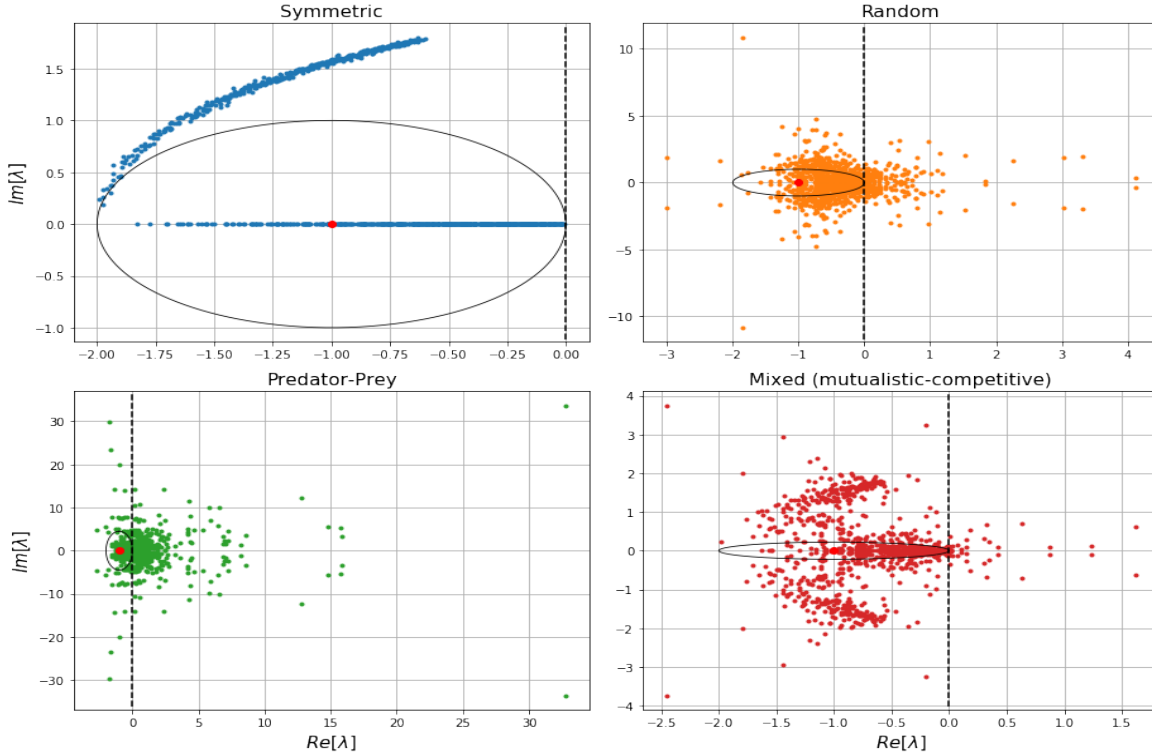 Symmetric
Im[λ]
1.5
1.0
0.5
0.0
−0.5
−1.0
−2.00 −1.75 −1.50 −1.25 −1.00 −0.75 −0.50 −0.25 0.00
Random
10
5
0
−5
−10
−3 −2 −1 0 1 2 3 4
Predator-Prey
Im[λ]
30
20
10
0
−10
−20
−30
0 5 10 15 20 25 30
Re[λ]
Mixed (mutualistic-competitive)
4
3
2
1
0
−1
−2
−3
−4
−2.5 −2.0 −1.5 −1.0 −0.5 0.0 0.5 1.0 1.5
Re[λ]